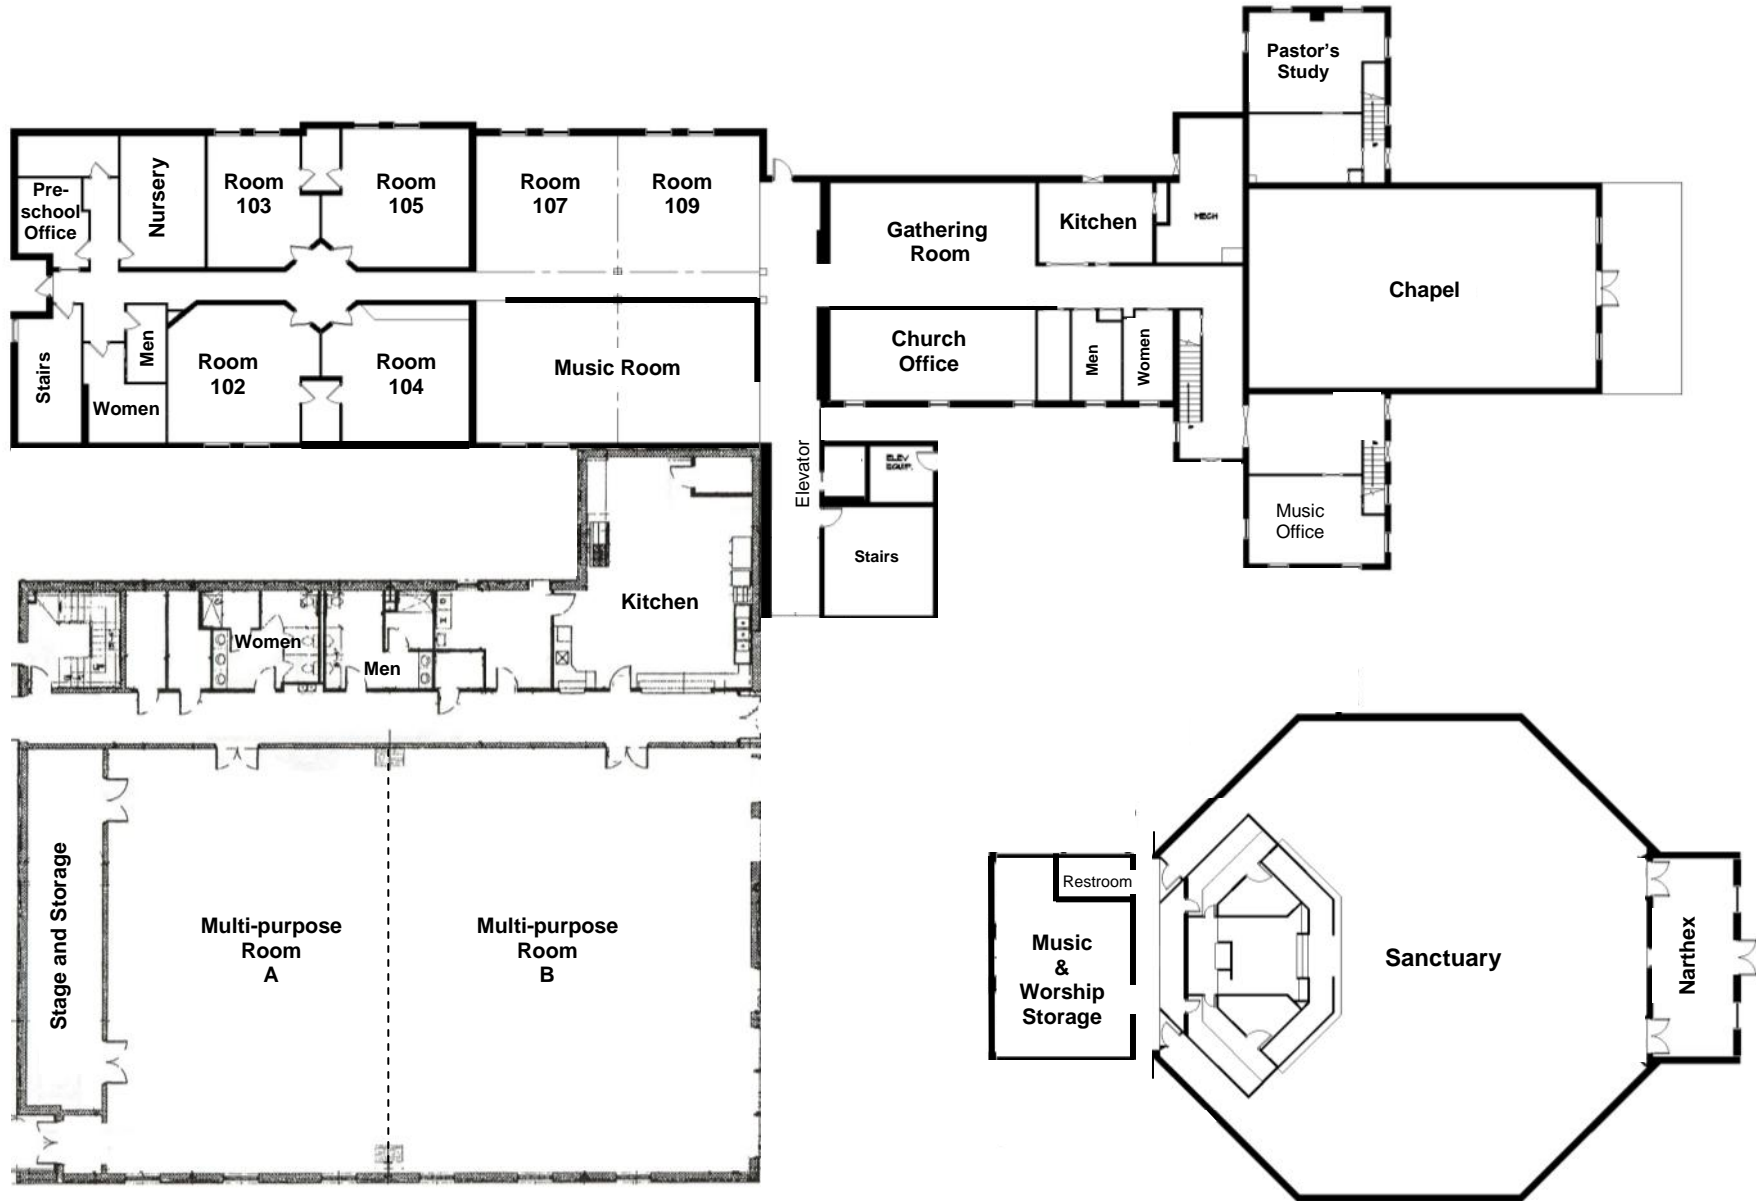 Pastor's
Study
Pre-
school
Office
Nursery
Room
103
Room
105
Room
107
Room
109
Gathering
Room
Kitchen
MECH
Chapel
Stairs
Men
Women
Room
102
Room
104
Music Room
Church
Office
Men
Women
Elevator
ELEV
EQUIP.
Stairs
Music
Office
Kitchen
Women
Men
Stage and Storage
Multi-purpose
Room
A
Multi-purpose
Room
B
Restroom
Music
&
Worship
Storage
Sanctuary
Narthex